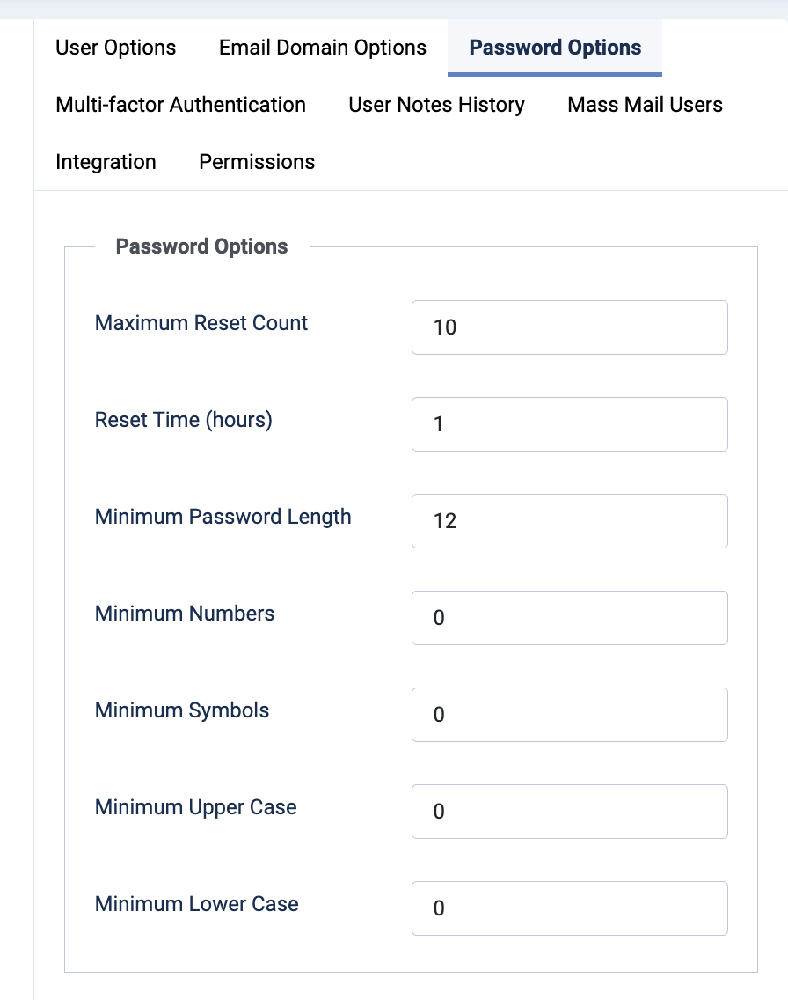 User Options Email Domain Options Password Options
Multi-factor Authentication User Notes History Mass Mail Users
Integration Permissions
Password Options
Maximum Reset Count 10
Reset Time (hours) 1
Minimum Password Length 12
Minimum Numbers 0
Minimum Symbols 0
Minimum Upper Case 0
Minimum Lower Case 0